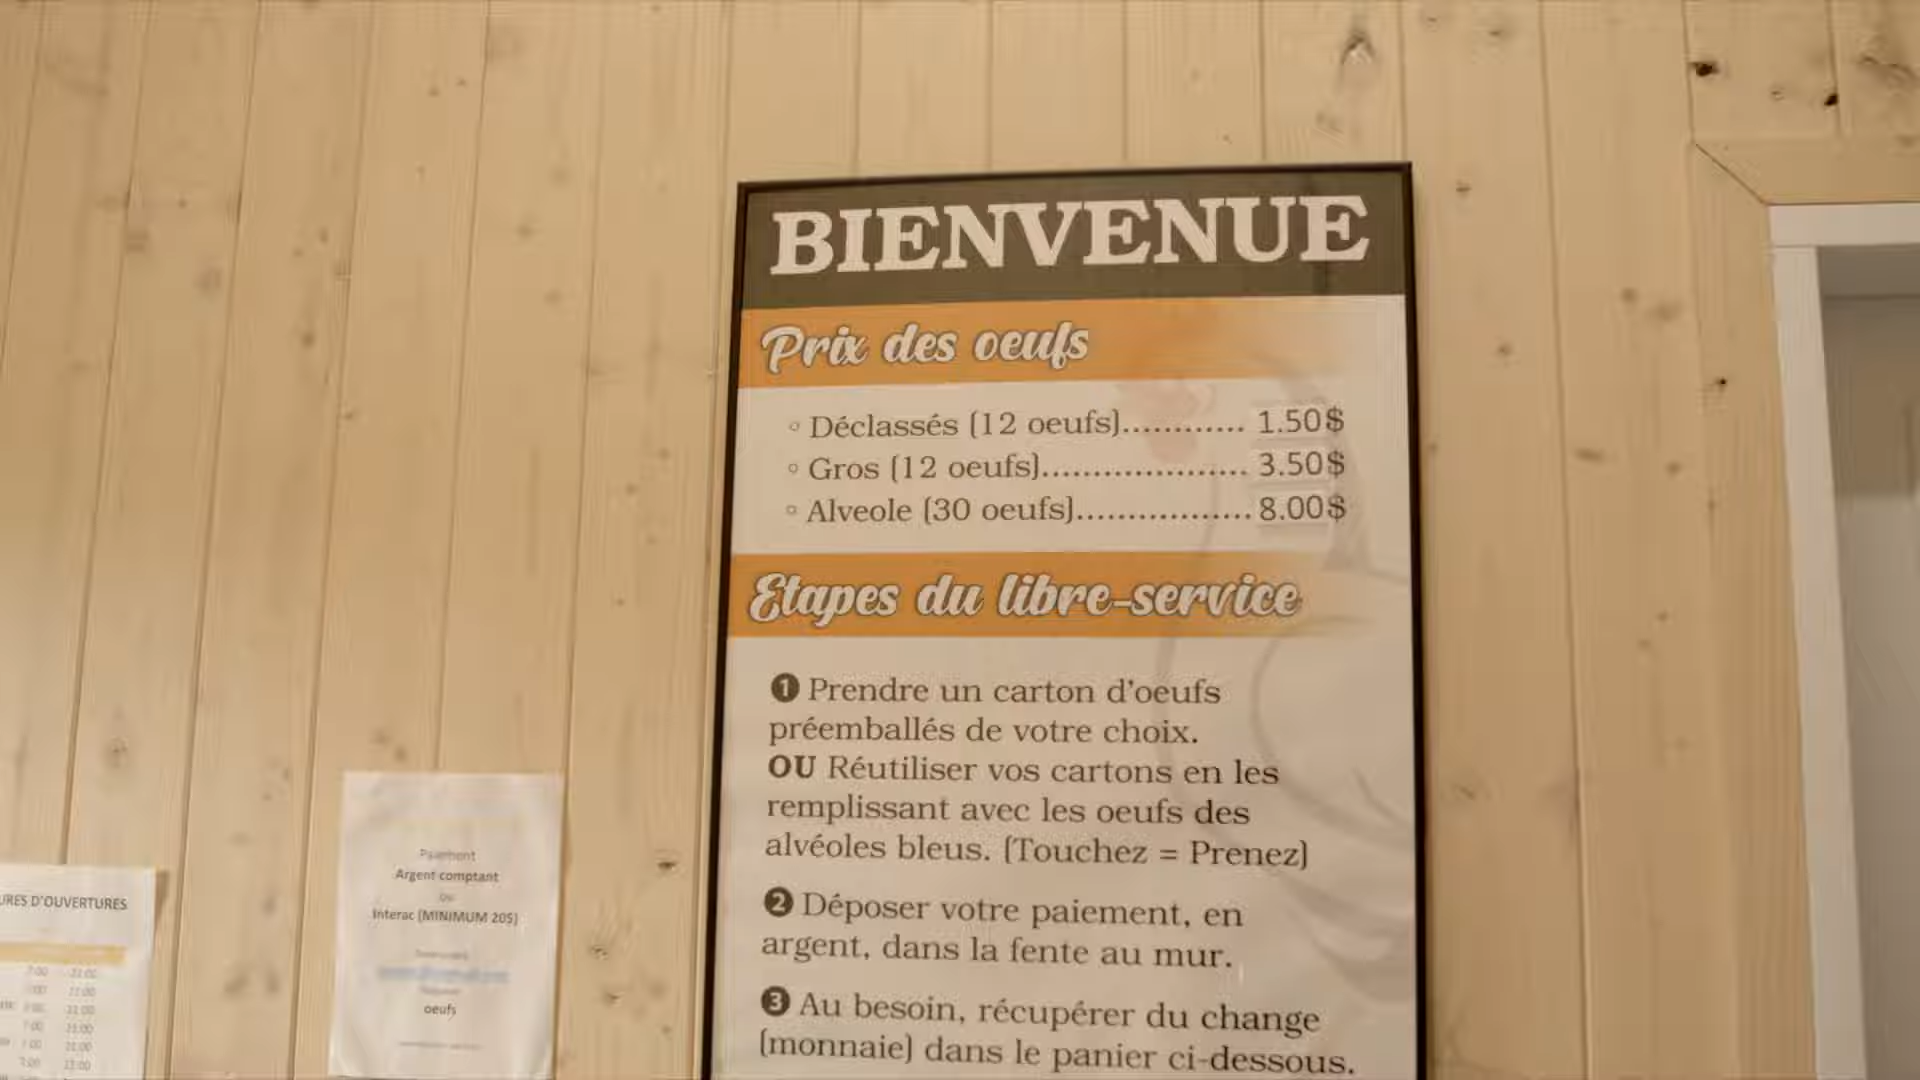 BIENVENUE
Prix des oeufs
◦ Déclassés (12 oeufs)............ 1.50$
◦ Gros (12 oeufs).................... 3.50$
◦ Alveole (30 oeufs)................. 8.00$
Etapes du libre-service
❶ Prendre un carton d'oeufs
préemballés de votre choix.
OU Réutiliser vos cartons en les
remplissant avec les oeufs des
alvéoles bleus. (Touchez = Prenez)
❷ Déposer votre paiement, en
argent, dans la fente au mur.
❸ Au besoin, récupérer du change
(monnaie) dans le panier ci-dessous.
Paiement
Argent comptant
ou
Interac (MINIMUM 20$)
oeufs
URES D'OUVERTURES